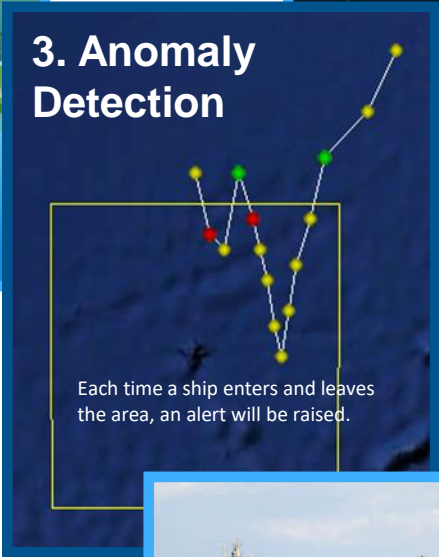 3. Anomaly
Detection
Each time a ship enters and leaves
the area, an alert will be raised.